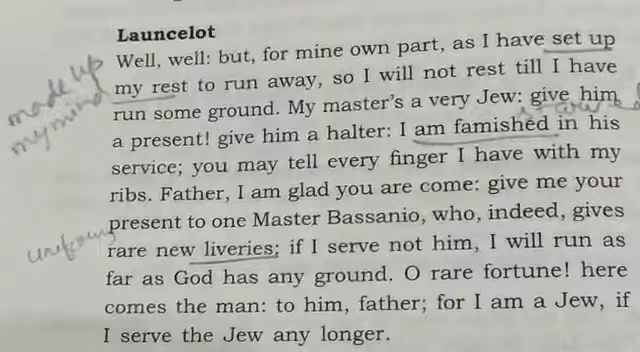 Launcelot
Well, well: but, for mine own part, as I have set up
my rest to run away, so I will not rest till I have
run some ground. My master's a very Jew: give him
a present! give him a halter: I am famished in his
service; you may tell every finger I have with my
ribs. Father, I am glad you are come: give me your
present to one Master Bassanio, who, indeed, gives
rare new liveries; if I serve not him, I will run as
far as God has any ground. O rare fortune! here
comes the man: to him, father; for I am a Jew, if
I serve the Jew any longer.
made up
my mind
starved
uniforms